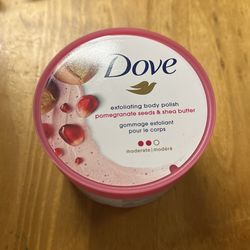 Dove
exfoliating body polish
pomegranate seeds & shea butter
gommage exfoliant
pour le corps
moderate | modéré